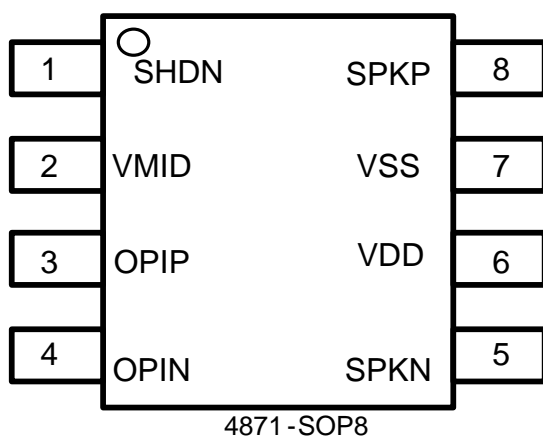 1 SHDN SPKP 8
2 VMID VSS 7
3 OPIP VDD 6
4 OPIN SPKN 5
4871-SOP8